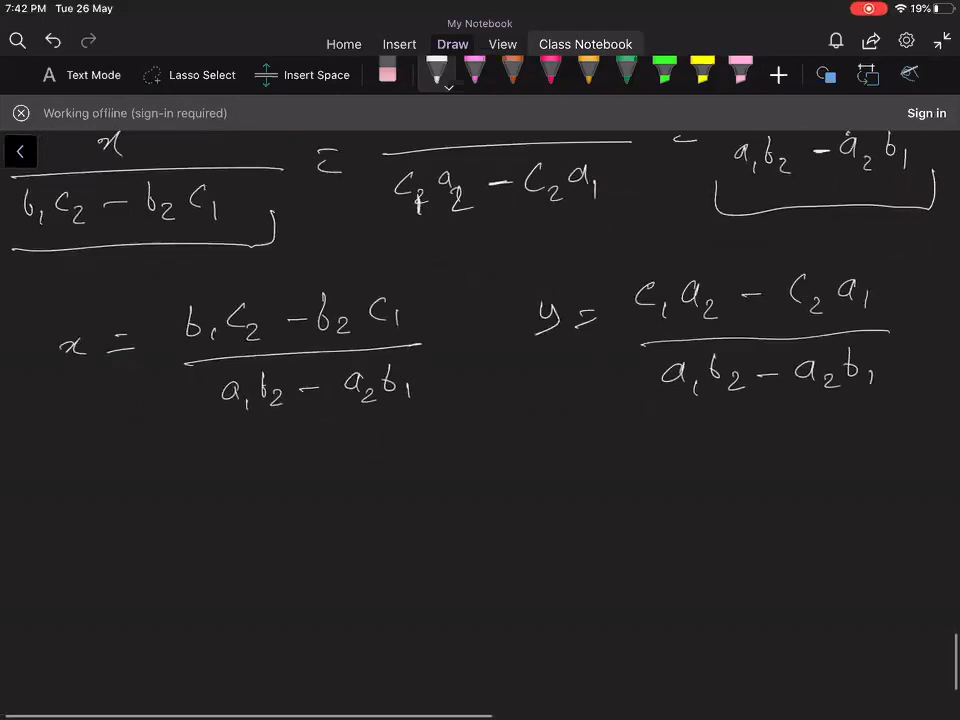 7:42 PM Tue 26 May 19%
My Notebook
Home Insert Draw View Class Notebook
A Text Mode Lasso Select Insert Space
Working offline (sign-in required) Sign in
x
b₁c₂ - b₂c₁ = c₁a₂ - c₂a₁ = a₁b₂ - a₂b₁
x = b₁c₂ - b₂c₁ y = c₁a₂ - c₂a₁
a₁b₂ - a₂b₁ a₁b₂ - a₂b₁